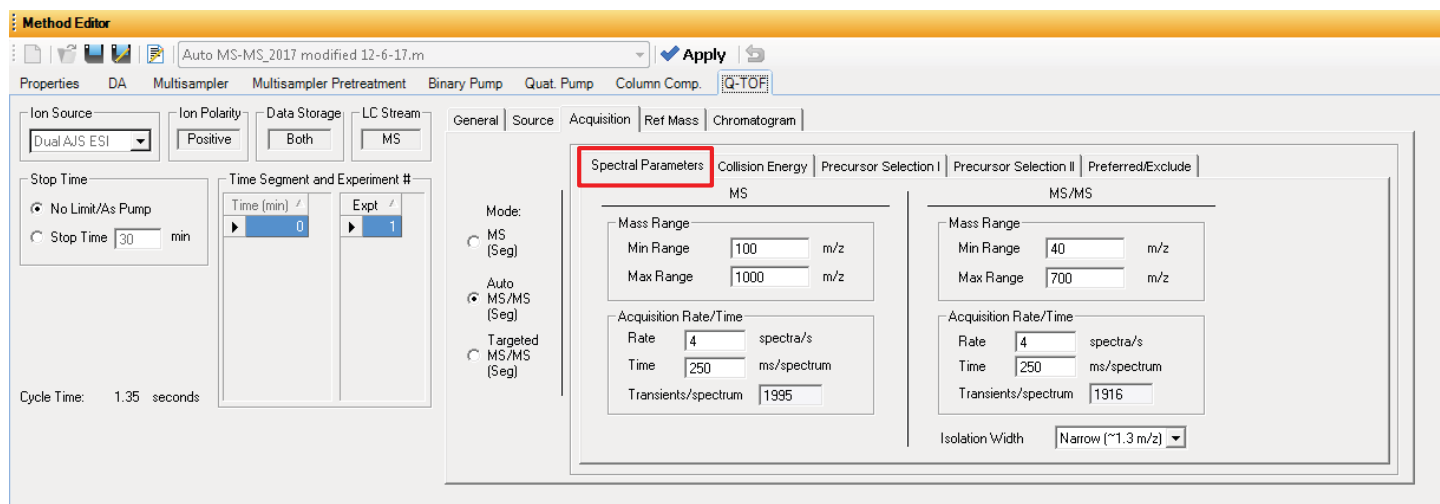 Method Editor
Auto MS-MS_2017 modified 12-6-17.m Apply
Properties DA Multisampler Multisampler Pretreatment Binary Pump Quat. Pump Column Comp. Q-TOF
Ion Source
Dual AJS ESI
Ion Polarity
Positive
Data Storage
Both
LC Stream
MS
Stop Time
No Limit/As Pump
Stop Time 30 min
Time Segment and Experiment #
Time (min) Expt
0 1
Cycle Time: 1.35 seconds
General Source Acquisition Ref Mass Chromatogram
Mode:
MS
(Seg)
Auto
MS/MS
(Seg)
Targeted
MS/MS
(Seg)
Spectral Parameters Collision Energy Precursor Selection I Precursor Selection II Preferred/Exclude
MS
Mass Range
Min Range 100 m/z
Max Range 1000 m/z
Acquisition Rate/Time
Rate 4 spectra/s
Time 250 ms/spectrum
Transients/spectrum 1995
MS/MS
Mass Range
Min Range 40 m/z
Max Range 700 m/z
Acquisition Rate/Time
Rate 4 spectra/s
Time 250 ms/spectrum
Transients/spectrum 1916
Isolation Width Narrow (~1.3 m/z)